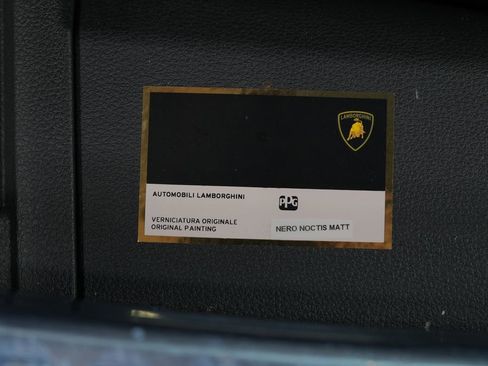 LAMBORGHINI
AUTOMOBILI LAMBORGHINI
PPG
VERNICIATURA ORIGINALE
ORIGINAL PAINTING
NERO NOCTIS MATT